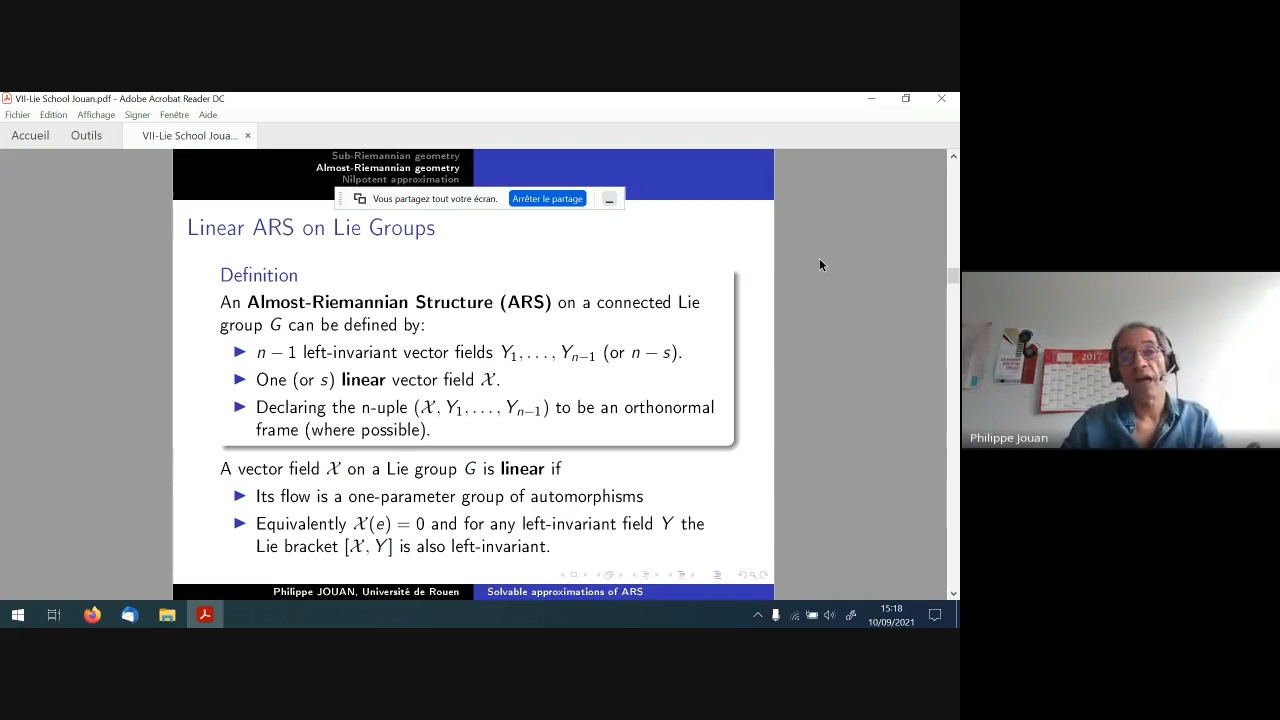 VII-Lie School Jouan.pdf - Adobe Acrobat Reader DC
Fichier Edition Affichage Signer Fenêtre Aide
Accueil Outils VII-Lie School Joua... ×
Sub-Riemannian geometry
Almost-Riemannian geometry
Nilpotent approximation
Vous partagez tout votre écran. Arrêter le partage
Linear ARS on Lie Groups
Definition
An Almost-Riemannian Structure (ARS) on a connected Lie
group G can be defined by:
▶ n − 1 left-invariant vector fields Y₁, . . . , Yₙ₋₁ (or n − s).
▶ One (or s) linear vector field 𝒳.
▶ Declaring the n-uple (𝒳, Y₁, . . . , Yₙ₋₁) to be an orthonormal
frame (where possible).
A vector field 𝒳 on a Lie group G is linear if
▶ Its flow is a one-parameter group of automorphisms
▶ Equivalently 𝒳(e) = 0 and for any left-invariant field Y the
Lie bracket [𝒳, Y] is also left-invariant.
Philippe JOUAN, Université de Rouen Solvable approximations of ARS
15:18
10/09/2021
2017
Philippe Jouan